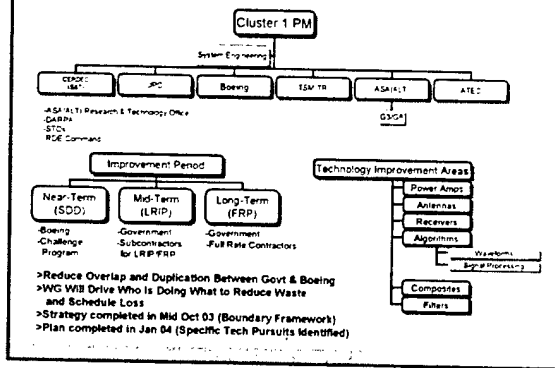 Cluster 1 PM
System Engineering
CERDEC
JPO
Boeing
TSM TR
ASA/ALT
ATEC
G3/G8
-ASA(ALT) Research & Technology Office
-DARPA
-STOs
-RDE Command
Improvement Period
Near-Term
(SDD)
Mid-Term
(LRIP)
Long-Term
(FRP)
-Boeing
-Challenge
Program
-Government
-Subcontractors
for LRIP/FRP
-Government
-Full Rate Contractors
Technology Improvement Areas
Power Amps
Antennas
Receivers
Algorithms
Waveforms
Signal Processing
Composites
Filters
>Reduce Overlap and Duplication Between Govt & Boeing
>WG Will Drive Who Is Doing What to Reduce Waste
and Schedule Loss
>Strategy completed in Mid Oct 03 (Boundary Framework)
>Plan completed in Jan 04 (Specific Tech Pursuits Identified)